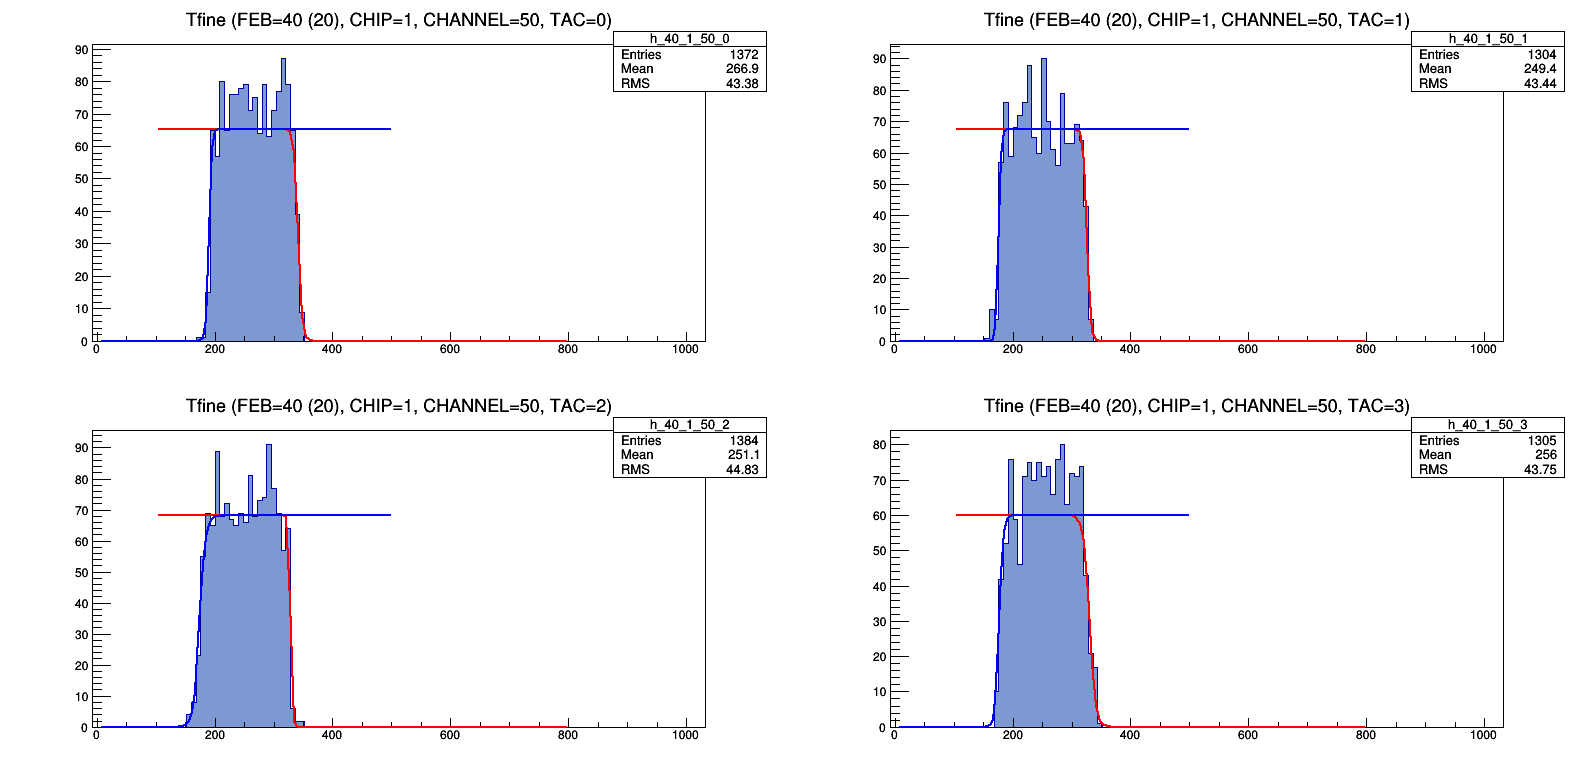 Tfine (FEB=40 (20), CHIP=1, CHANNEL=50, TAC=0)
h_40_1_50_0
Entries 1372
Mean 266.9
RMS 43.38
90
80
70
60
50
40
30
20
10
0
0 200 400 600 800 1000
Tfine (FEB=40 (20), CHIP=1, CHANNEL=50, TAC=1)
h_40_1_50_1
Entries 1304
Mean 249.4
RMS 43.44
90
80
70
60
50
40
30
20
10
0
0 200 400 600 800 1000
Tfine (FEB=40 (20), CHIP=1, CHANNEL=50, TAC=2)
h_40_1_50_2
Entries 1384
Mean 251.1
RMS 44.83
90
80
70
60
50
40
30
20
10
0
0 200 400 600 800 1000
Tfine (FEB=40 (20), CHIP=1, CHANNEL=50, TAC=3)
h_40_1_50_3
Entries 1305
Mean 256
RMS 43.75
80
70
60
50
40
30
20
10
0
0 200 400 600 800 1000